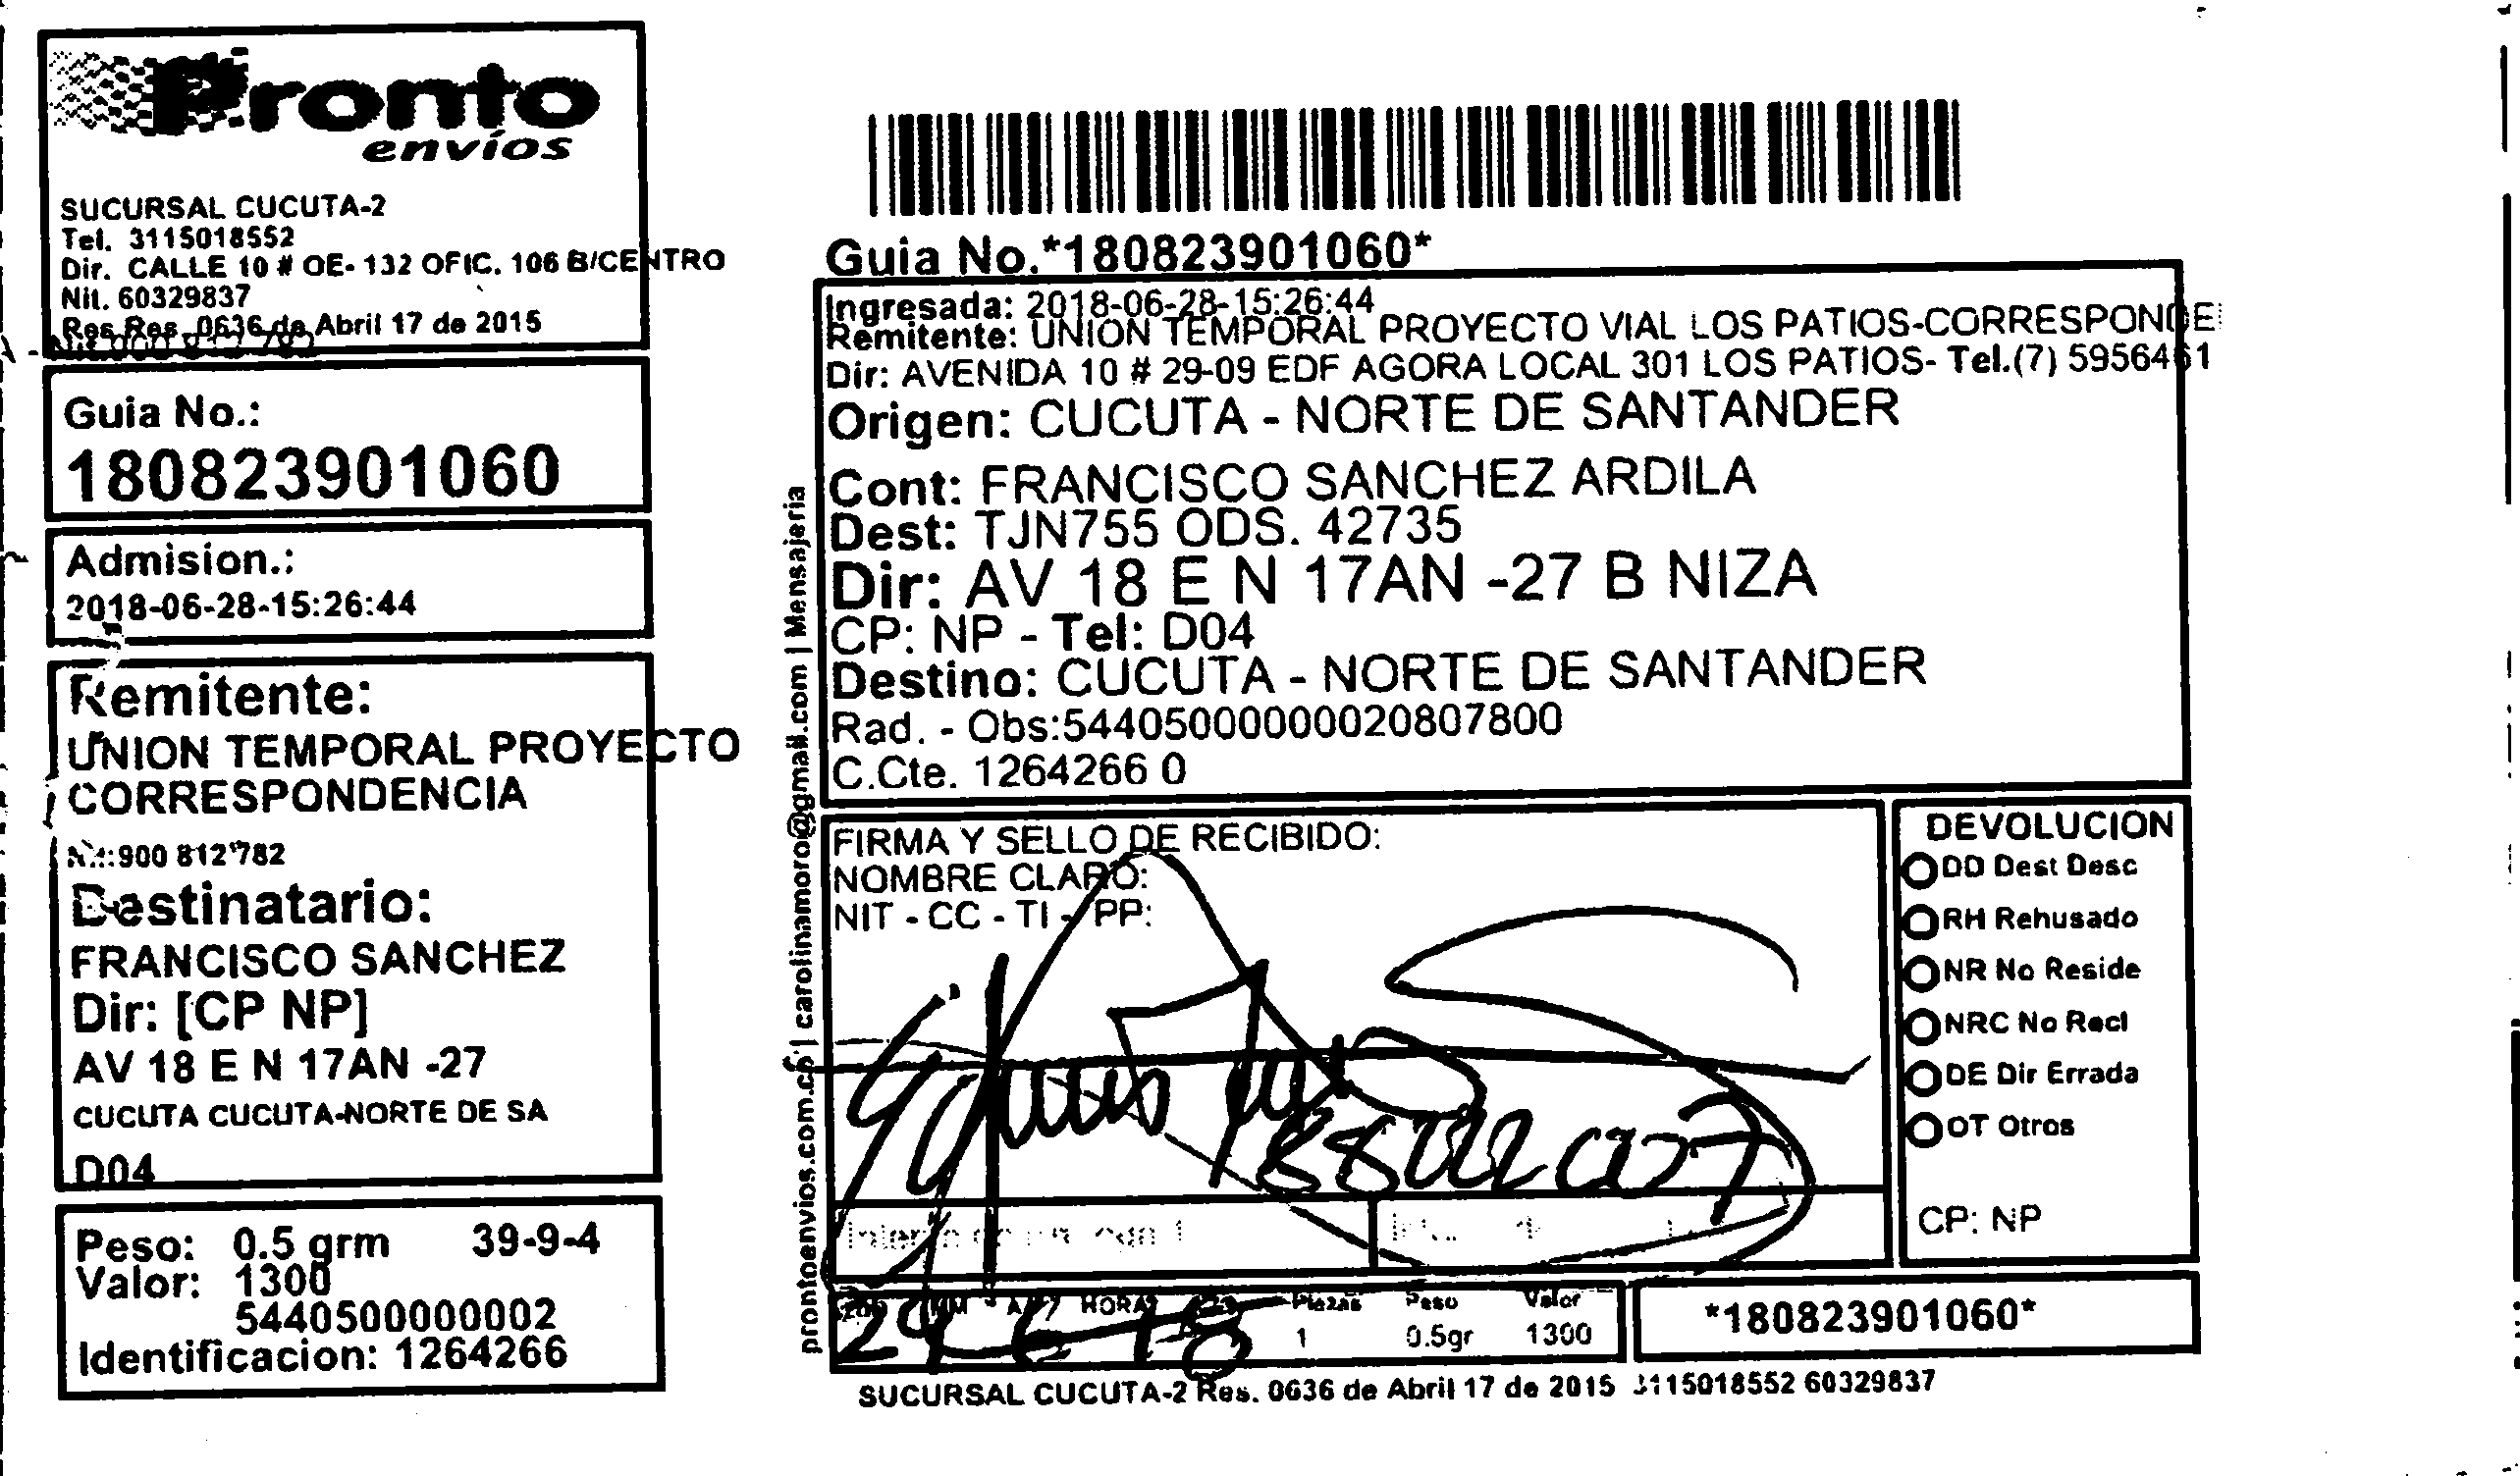 Pronto
envíos
SUCURSAL CUCUTA-2
Tel. 3115018552
Dir. CALLE 10 # OE- 132 OFIC. 106 B/CENTRO
Nit. 60329837
Res Res 0636 de Abril 17 de 2015
Guia No.:
180823901060
Admision.:
2018-06-28-15:26:44
Remitente:
UNION TEMPORAL PROYECTO
CORRESPONDENCIA
Nit:900 812'782
Destinatario:
FRANCISCO SANCHEZ
Dir: [CP NP]
AV 18 E N 17AN -27
CUCUTA CUCUTA-NORTE DE SA
D04
Peso: 0.5 grm 39-9-4
Valor: 1300
5440500000002
Identificacion: 1264266
prontoenvios.com.co | carolinamoro@gmail.com | Mensajeria
Guia No.*180823901060*
Ingresada: 2018-06-28-15:26:44
Remitente: UNION TEMPORAL PROYECTO VIAL LOS PATIOS-CORRESPONDE
Dir: AVENIDA 10 # 29-09 EDF AGORA LOCAL 301 LOS PATIOS- Tel.(7) 5956461
Origen: CUCUTA - NORTE DE SANTANDER
Cont: FRANCISCO SANCHEZ ARDILA
Dest: TJN755 ODS. 42735
Dir: AV 18 E N 17AN -27 B NIZA
CP: NP - Tel: D04
Destino: CUCUTA - NORTE DE SANTANDER
Rad. - Obs:54405000000020807800
C.Cte. 1264266 0
FIRMA Y SELLO DE RECIBIDO:
NOMBRE CLARO:
NIT - CC - TI - PP:
DEVOLUCION
DD Dest Desc
RH Rehusado
NR No Reside
NRC No Recl
DE Dir Errada
OT Otros
CP: NP
HORA Piezas Peso Valor
1 0.5gr 1300
*180823901060*
SUCURSAL CUCUTA-2 Res. 0636 de Abril 17 de 2015 3115018552 60329837